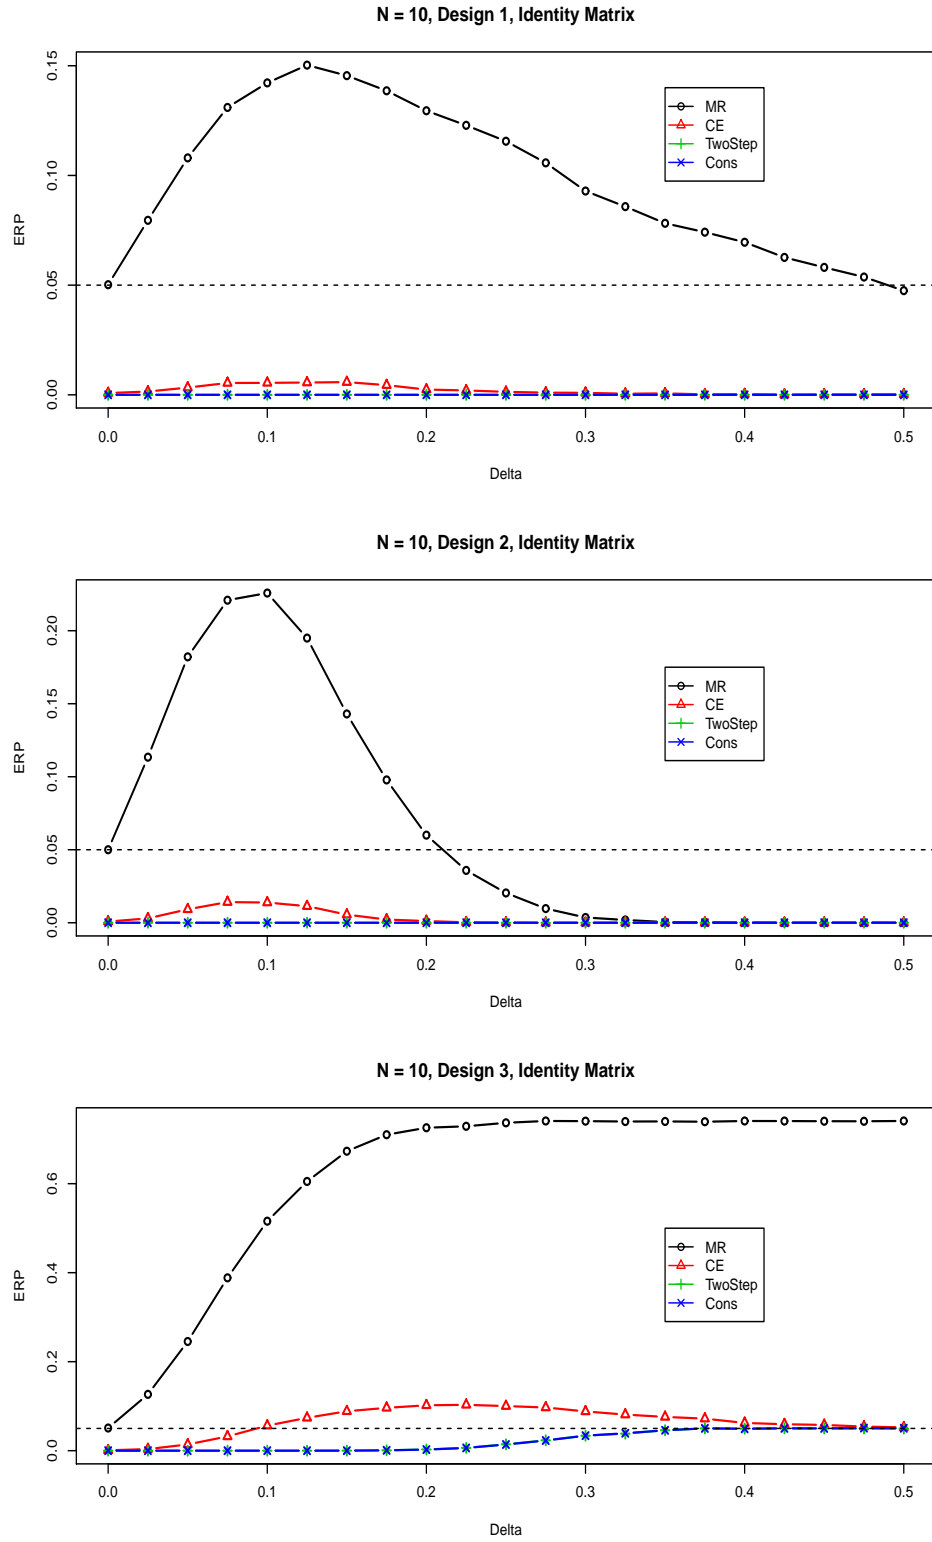 N = 10, Design 1, Identity Matrix
0.15
0.10
0.05
0.00
ERP
MR
CE
TwoStep
Cons
0.0 0.1 0.2 0.3 0.4 0.5
Delta
N = 10, Design 2, Identity Matrix
0.20
0.15
0.10
0.05
0.00
ERP
MR
CE
TwoStep
Cons
0.0 0.1 0.2 0.3 0.4 0.5
Delta
N = 10, Design 3, Identity Matrix
0.6
0.4
0.2
0.0
ERP
MR
CE
TwoStep
Cons
0.0 0.1 0.2 0.3 0.4 0.5
Delta